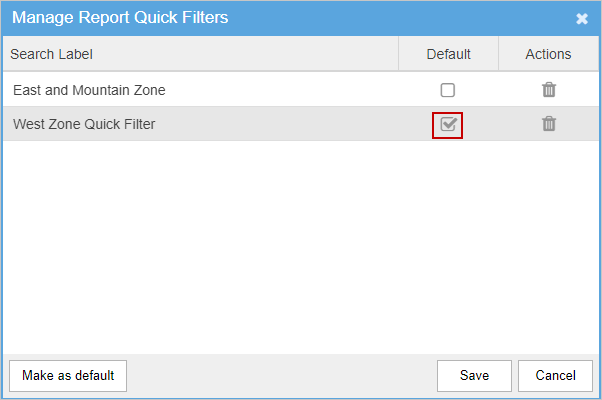 Manage Report Quick Filters
Search Label Default Actions
East and Mountain Zone
West Zone Quick Filter
Make as default Save Cancel